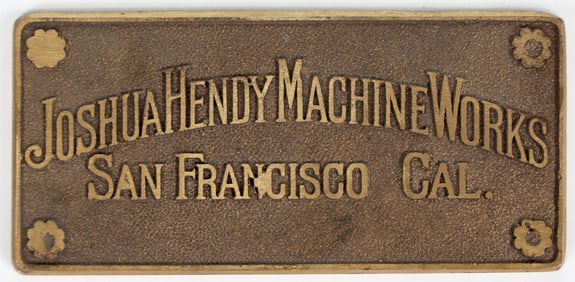 Joshua Hendy Machine Works
San Francisco Cal.